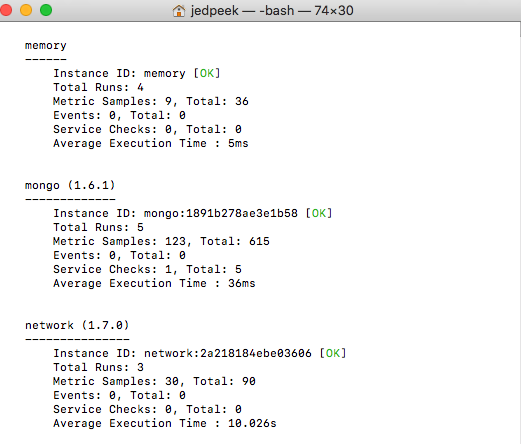 jedpeek — -bash — 74×30
memory
------
Instance ID: memory [OK]
Total Runs: 4
Metric Samples: 9, Total: 36
Events: 0, Total: 0
Service Checks: 0, Total: 0
Average Execution Time : 5ms
mongo (1.6.1)
-------------
Instance ID: mongo:1891b278ae3e1b58 [OK]
Total Runs: 5
Metric Samples: 123, Total: 615
Events: 0, Total: 0
Service Checks: 1, Total: 5
Average Execution Time : 36ms
network (1.7.0)
---------------
Instance ID: network:2a218184ebe03606 [OK]
Total Runs: 3
Metric Samples: 30, Total: 90
Events: 0, Total: 0
Service Checks: 0, Total: 0
Average Execution Time : 10.026s